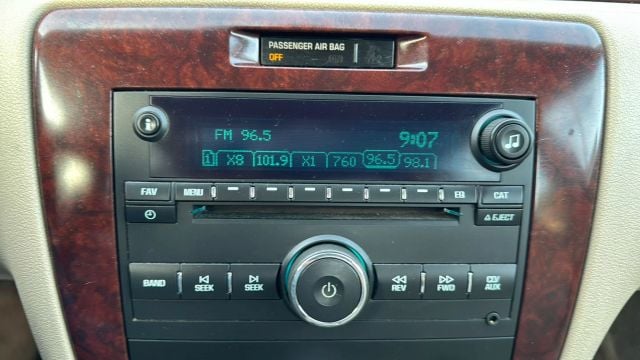 PASSENGER AIR BAG
OFF
FM 96.5 9:07
1 X8 101.9 X1 760 96.5 98.1
FAV MENU EQ CAT
EJECT
BAND SEEK SEEK REV FWD CD/AUX